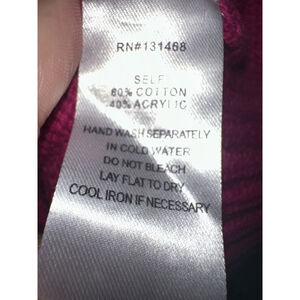 RN#131468
SELF
60% COTTON
40% ACRYLIC
HAND WASH SEPARATELY
IN COLD WATER
DO NOT BLEACH
LAY FLAT TO DRY
COOL IRON IF NECESSARY